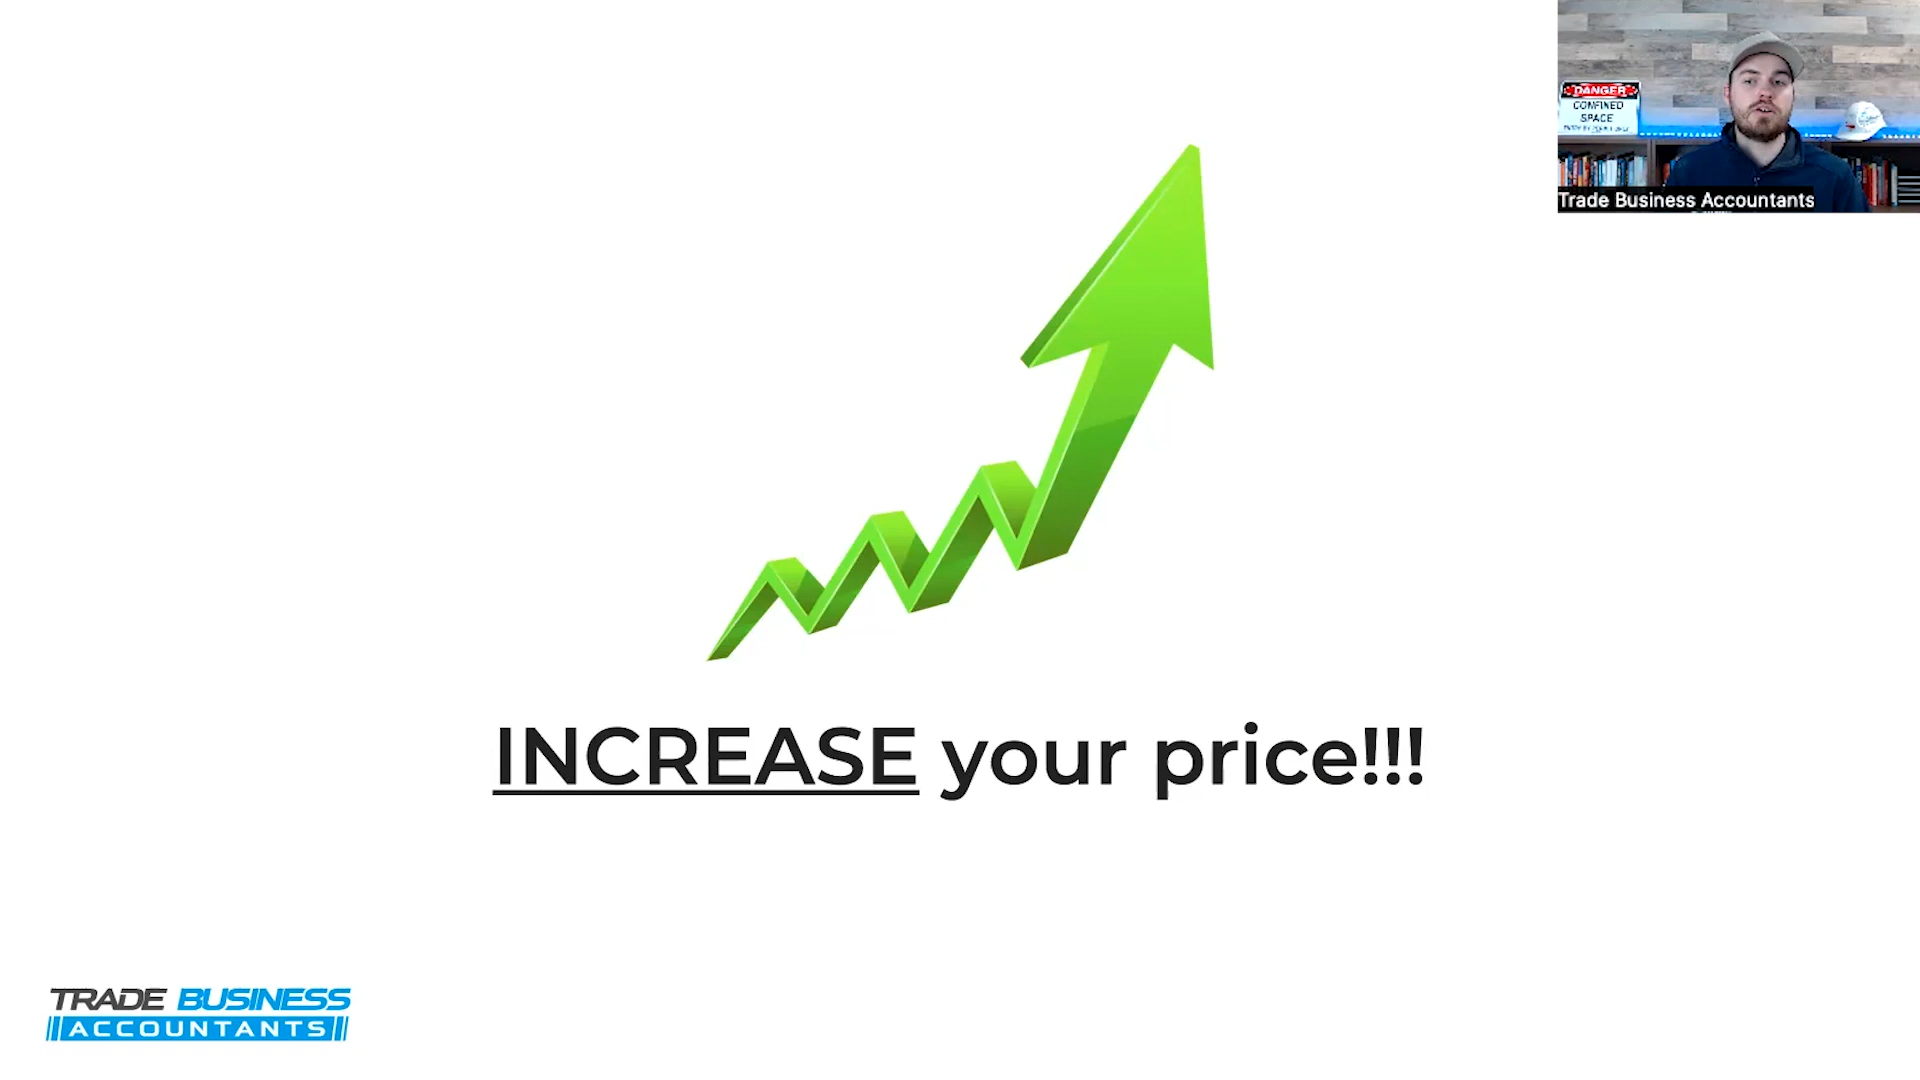 DANGER
CONFINED
SPACE
Trade Business Accountants
INCREASE your price!!!
TRADE BUSINESS
ACCOUNTANTS